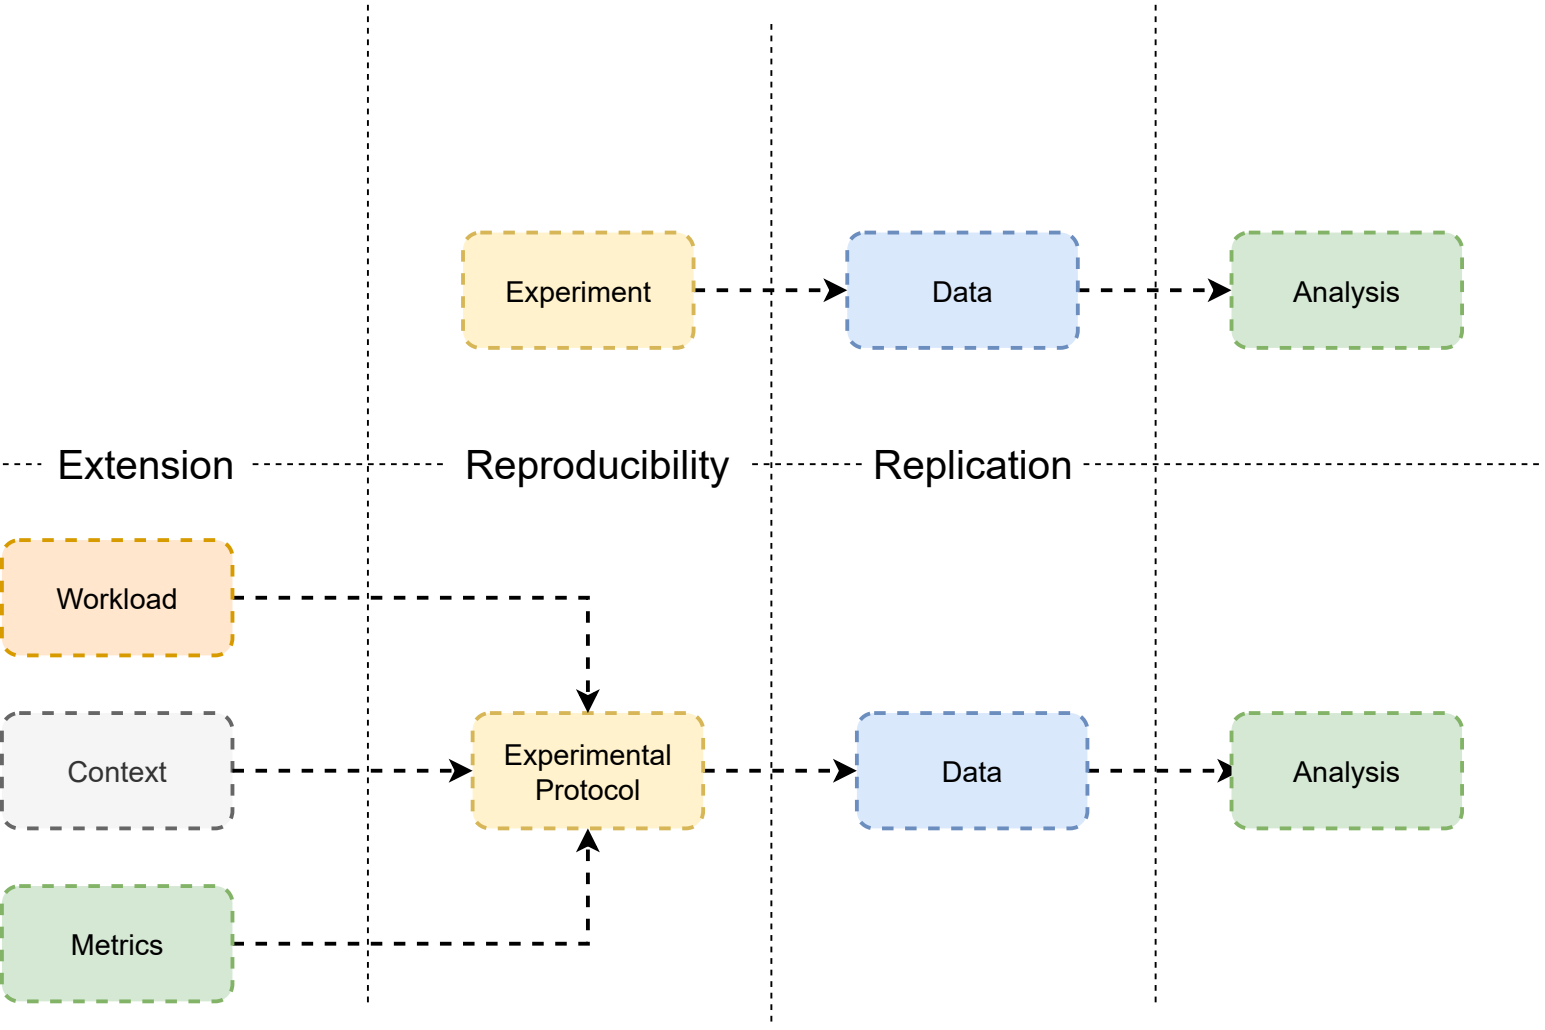 Experiment
Data
Analysis
Extension
Reproducibility
Replication
Workload
Context
Experimental
Protocol
Data
Analysis
Metrics